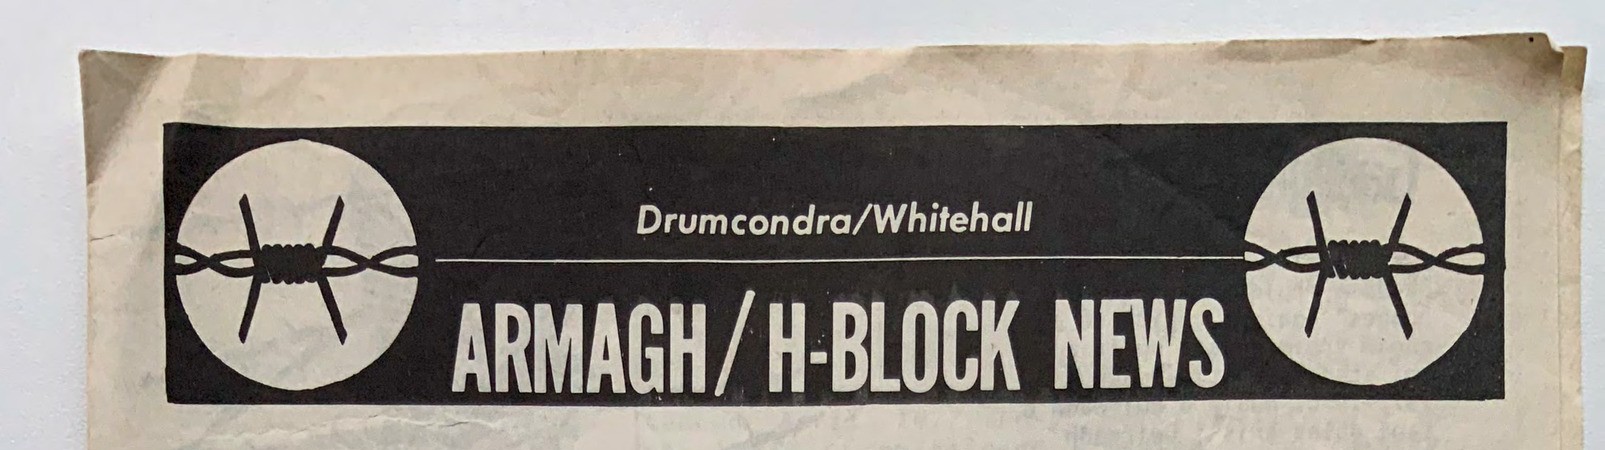 Drumcondra/Whitehall
ARMAGH/H-BLOCK NEWS